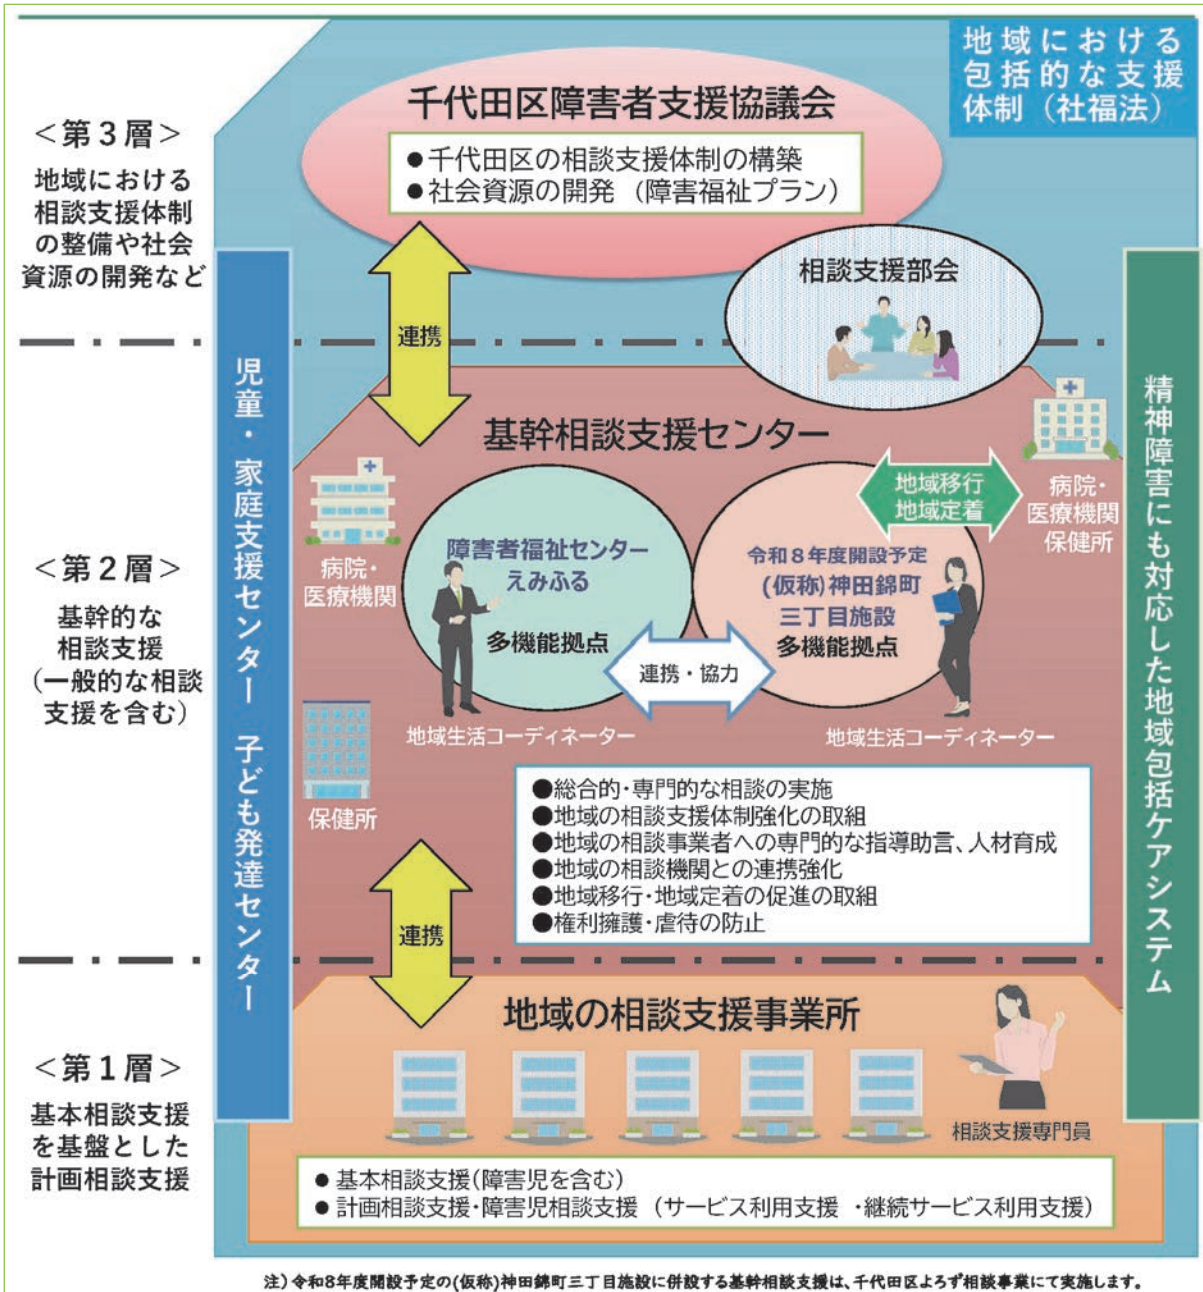 地域における
包括的な支援
体制（社福法）
千代田区障害者支援協議会
●千代田区の相談支援体制の構築
●社会資源の開発（障害福祉プラン）
＜第３層＞
地域における
相談支援体制
の整備や社会
資源の開発など
相談支援部会
連携
児童・家庭支援センター　子ども発達センター
精神障害にも対応した地域包括ケアシステム
基幹相談支援センター
病院・
医療機関
地域移行
地域定着
病院・
医療機関
保健所
＜第２層＞
基幹的な
相談支援
（一般的な相談
支援を含む）
障害者福祉センター
えみふる
多機能拠点
令和８年度開設予定
(仮称)神田錦町
三丁目施設
多機能拠点
連携・協力
地域生活コーディネーター
地域生活コーディネーター
保健所
●総合的・専門的な相談の実施
●地域の相談支援体制強化の取組
●地域の相談事業者への専門的な指導助言、人材育成
●地域の相談機関との連携強化
●地域移行・地域定着の促進の取組
●権利擁護・虐待の防止
連携
＜第１層＞
基本相談支援
を基盤とした
計画相談支援
地域の相談支援事業所
相談支援専門員
●基本相談支援(障害児を含む)
●計画相談支援・障害児相談支援（サービス利用支援・継続サービス利用支援）
注）令和8年度開設予定の(仮称)神田錦町三丁目施設に併設する基幹相談支援は、千代田区よろず相談事業にて実施します。